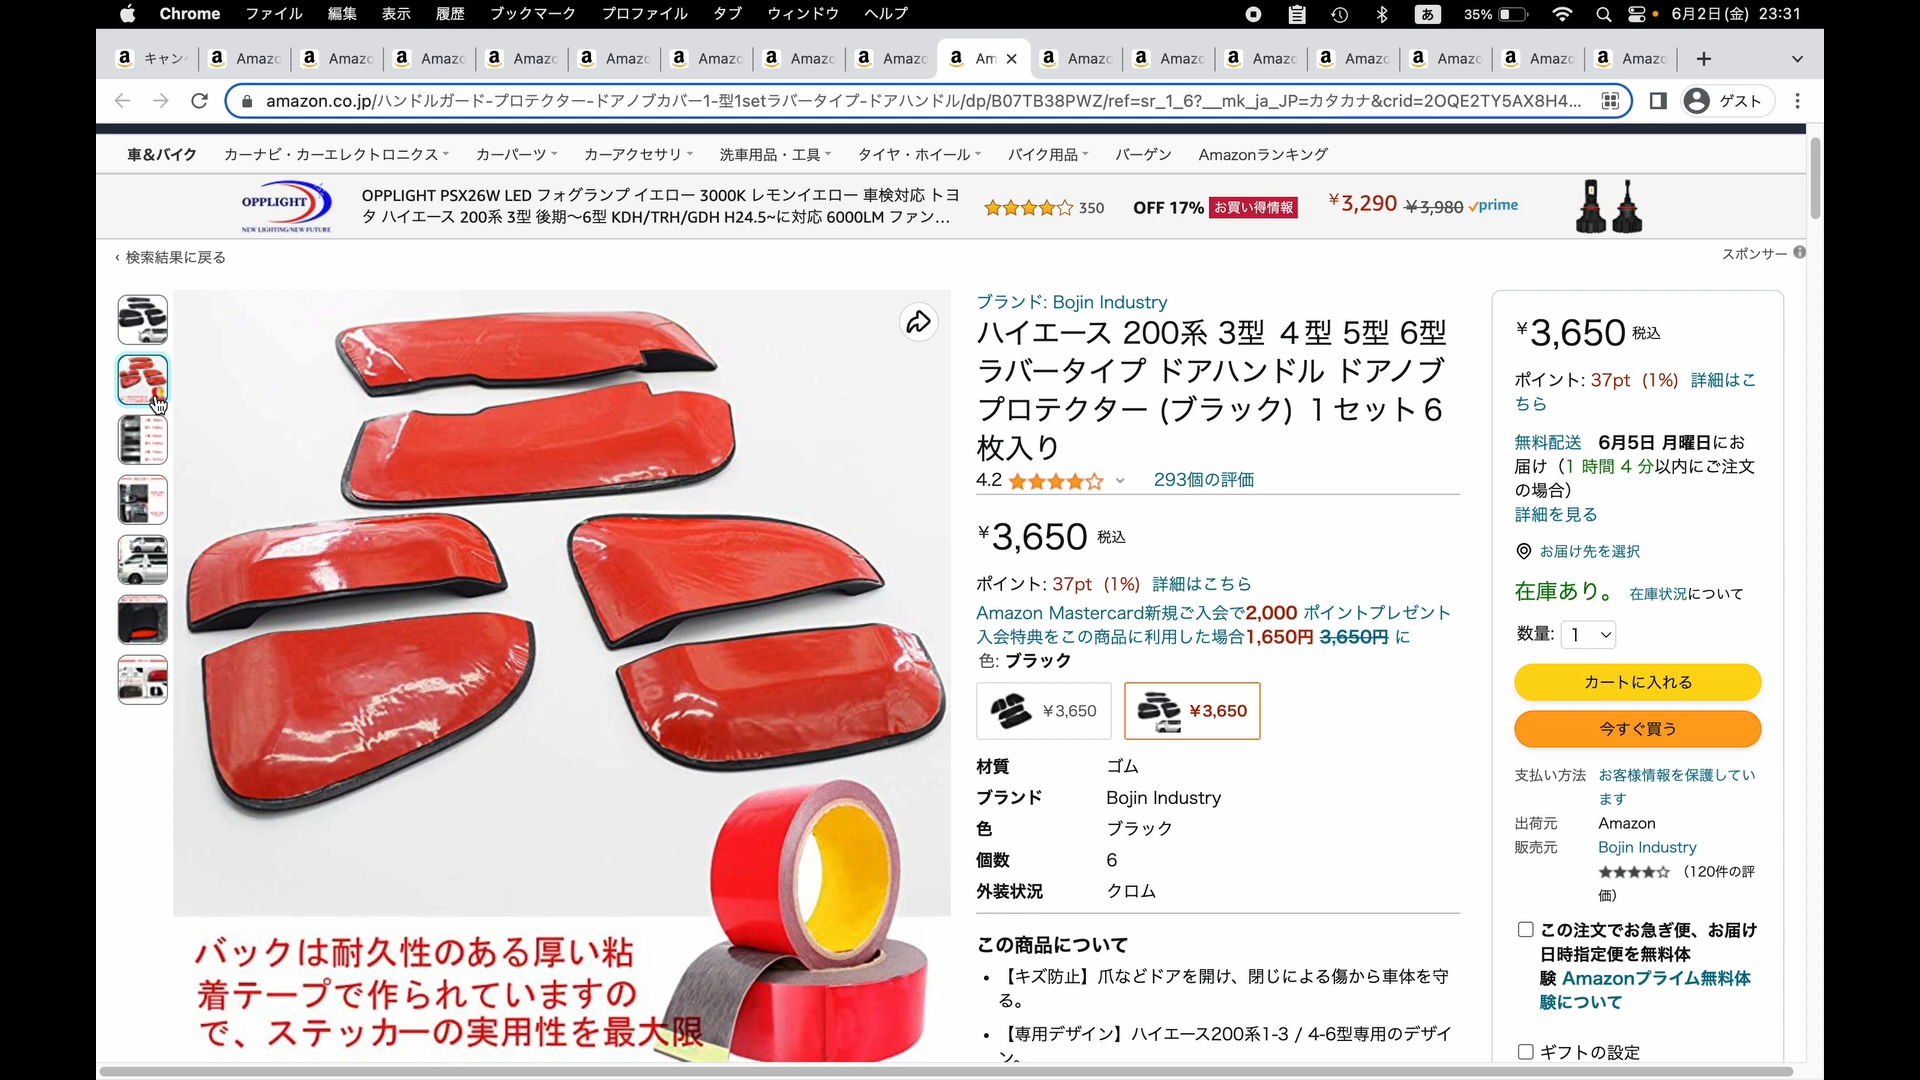 Chrome ファイル 編集 表示 履歴 ブックマーク プロファイル タブ ウィンドウ ヘルプ あ 35% 6月2日(金) 23:31
キャン Amazo Amazo Amazo Amazo Amazo Amazo Amazo Amazo Am Amazo Amazo Amazo Amazo Amazo Amazo Amazo
amazon.co.jp/ハンドルガード-プロテクター-ドアノブカバー1-型1setラバータイプ-ドアハンドル/dp/B07TB38PWZ/ref=sr_1_6?__mk_ja_JP=カタカナ&crid=2OQE2TY5AX8H4... ゲスト
車&バイク カーナビ・カーエレクトロニクス カーパーツ カーアクセサリ 洗車用品・工具 タイヤ・ホイール バイク用品 バーゲン Amazonランキング
OPPLIGHT
NEW LIGHTING·NEW FUTURE
OPPLIGHT PSX26W LED フォグランプ イエロー 3000K レモンイエロー 車検対応 トヨ
タ ハイエース 200系 3型 後期〜6型 KDH/TRH/GDH H24.5~に対応 6000LM ファン...
350 OFF 17% お買い得情報 ¥3,290 ¥3,980 prime
‹ 検索結果に戻る
スポンサー
ブランド: Bojin Industry
ハイエース 200系 3型 ４型 5型 6型
ラバータイプ ドアハンドル ドアノブ
プロテクター (ブラック) １セット６
枚入り
4.2 293個の評価
¥3,650 税込
ポイント: 37pt (1%) 詳細はこちら
Amazon Mastercard新規ご入会で2,000 ポイントプレゼント
入会特典をこの商品に利用した場合1,650円 3,650円 に
色: ブラック
¥3,650 ¥3,650
材質 ゴム
ブランド Bojin Industry
色 ブラック
個数 6
外装状況 クロム
この商品について
• 【キズ防止】爪などドアを開け、閉じによる傷から車体を守
る。
• 【専用デザイン】ハイエース200系1-3 / 4-6型専用のデザイ
ン。
バックは耐久性のある厚い粘
着テープで作られていますの
で、ステッカーの実用性を最大限
¥3,650 税込
ポイント: 37pt (1%) 詳細はこ
ちら
無料配送 6月5日 月曜日にお
届け（1 時間 4 分以内にご注文
の場合）
詳細を見る
お届け先を選択
在庫あり。 在庫状況について
数量: 1
カートに入れる
今すぐ買う
支払い方法 お客様情報を保護してい
ます
出荷元 Amazon
販売元 Bojin Industry
（120件の評
価）
この注文でお急ぎ便、お届け
日時指定便を無料体
験 Amazonプライム無料体
験について
ギフトの設定